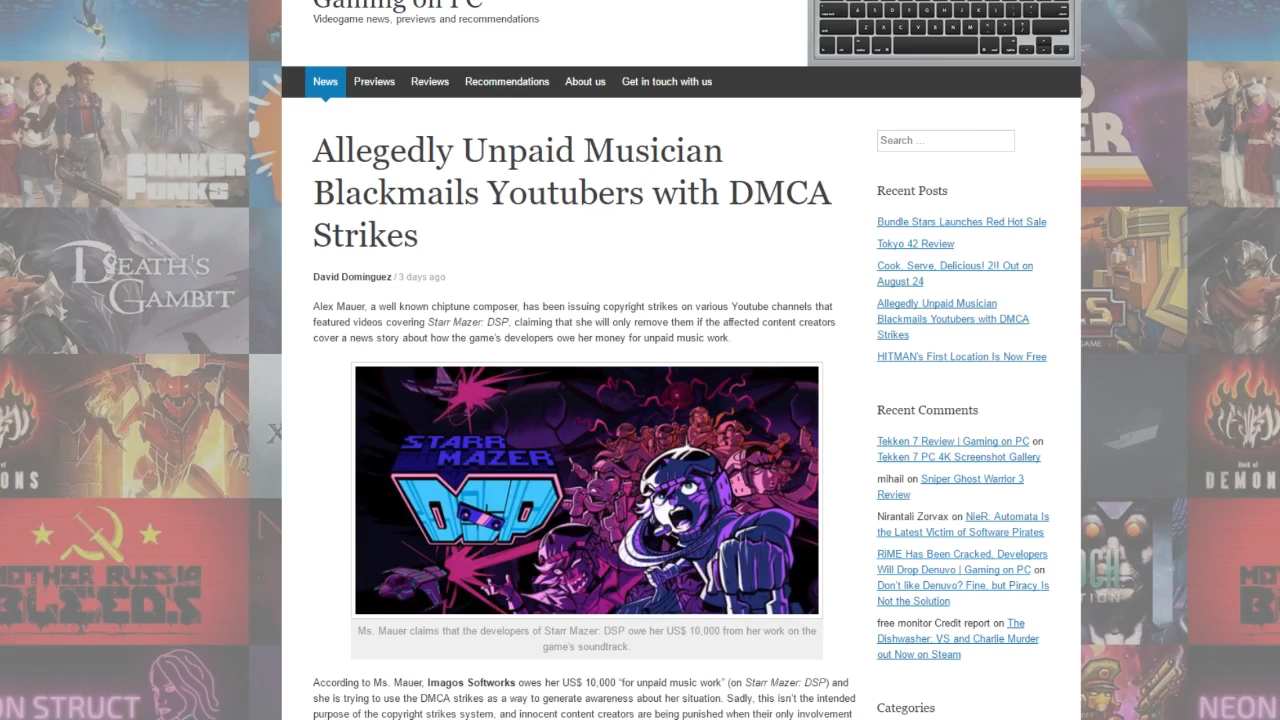 Gaming on PC
Videogame news, previews and recommendations
News Previews Reviews Recommendations About us Get in touch with us
Allegedly Unpaid Musician
Blackmails Youtubers with DMCA
Strikes
David Dominguez / 3 days ago
Alex Mauer, a well known chiptune composer, has been issuing copyright strikes on various Youtube channels that
featured videos covering Starr Mazer: DSP, claiming that she will only remove them if the affected content creators
cover a news story about how the game's developers owe her money for unpaid music work.
STARR
MAZER
DSP
Ms. Mauer claims that the developers of Starr Mazer: DSP owe her US$ 10,000 from her work on the
game's soundtrack.
According to Ms. Mauer, Imagos Softworks owes her US$ 10,000 “for unpaid music work” (on Starr Mazer: DSP) and
she is trying to use the DMCA strikes as a way to generate awareness about her situation. Sadly, this isn't the intended
purpose of the copyright strikes system, and innocent content creators are being punished when their only involvement
Search …
Recent Posts
Bundle Stars Launches Red Hot Sale
Tokyo 42 Review
Cook, Serve, Delicious! 2!! Out on
August 24
Allegedly Unpaid Musician
Blackmails Youtubers with DMCA
Strikes
HITMAN's First Location Is Now Free
Recent Comments
Tekken 7 Review | Gaming on PC on
Tekken 7 PC 4K Screenshot Gallery
mihail on Sniper Ghost Warrior 3
Review
Nirantali Zorvax on NieR: Automata Is
the Latest Victim of Software Pirates
RiME Has Been Cracked, Developers
Will Drop Denuvo | Gaming on PC on
Don't like Denuvo? Fine, but Piracy Is
Not the Solution
free monitor Credit report on The
Dishwasher: VS and Charlie Murder
out Now on Steam
Categories
BUNKER
PUNKS
DEATH'S
GAMBIT
MOTHER RUSSIA
BLEEDS
NEON STRUCT
DEMONS
NEON